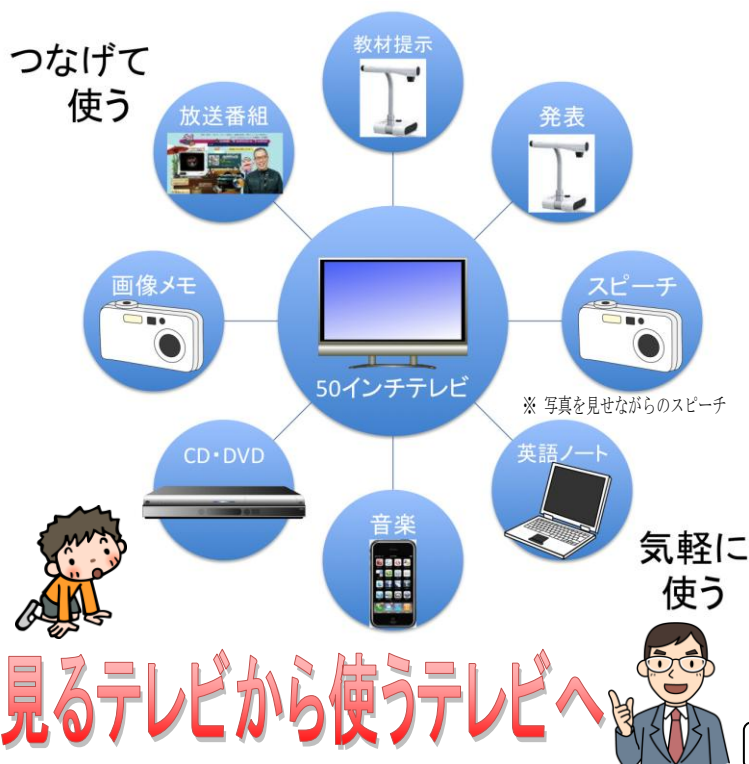 つなげて
使う
教材提示
放送番組
発表
画像メモ
スピーチ
50インチテレビ
※ 写真を見せながらのスピーチ
CD・DVD
英語ノート
音楽
気軽に
使う
見るテレビから使うテレビへ